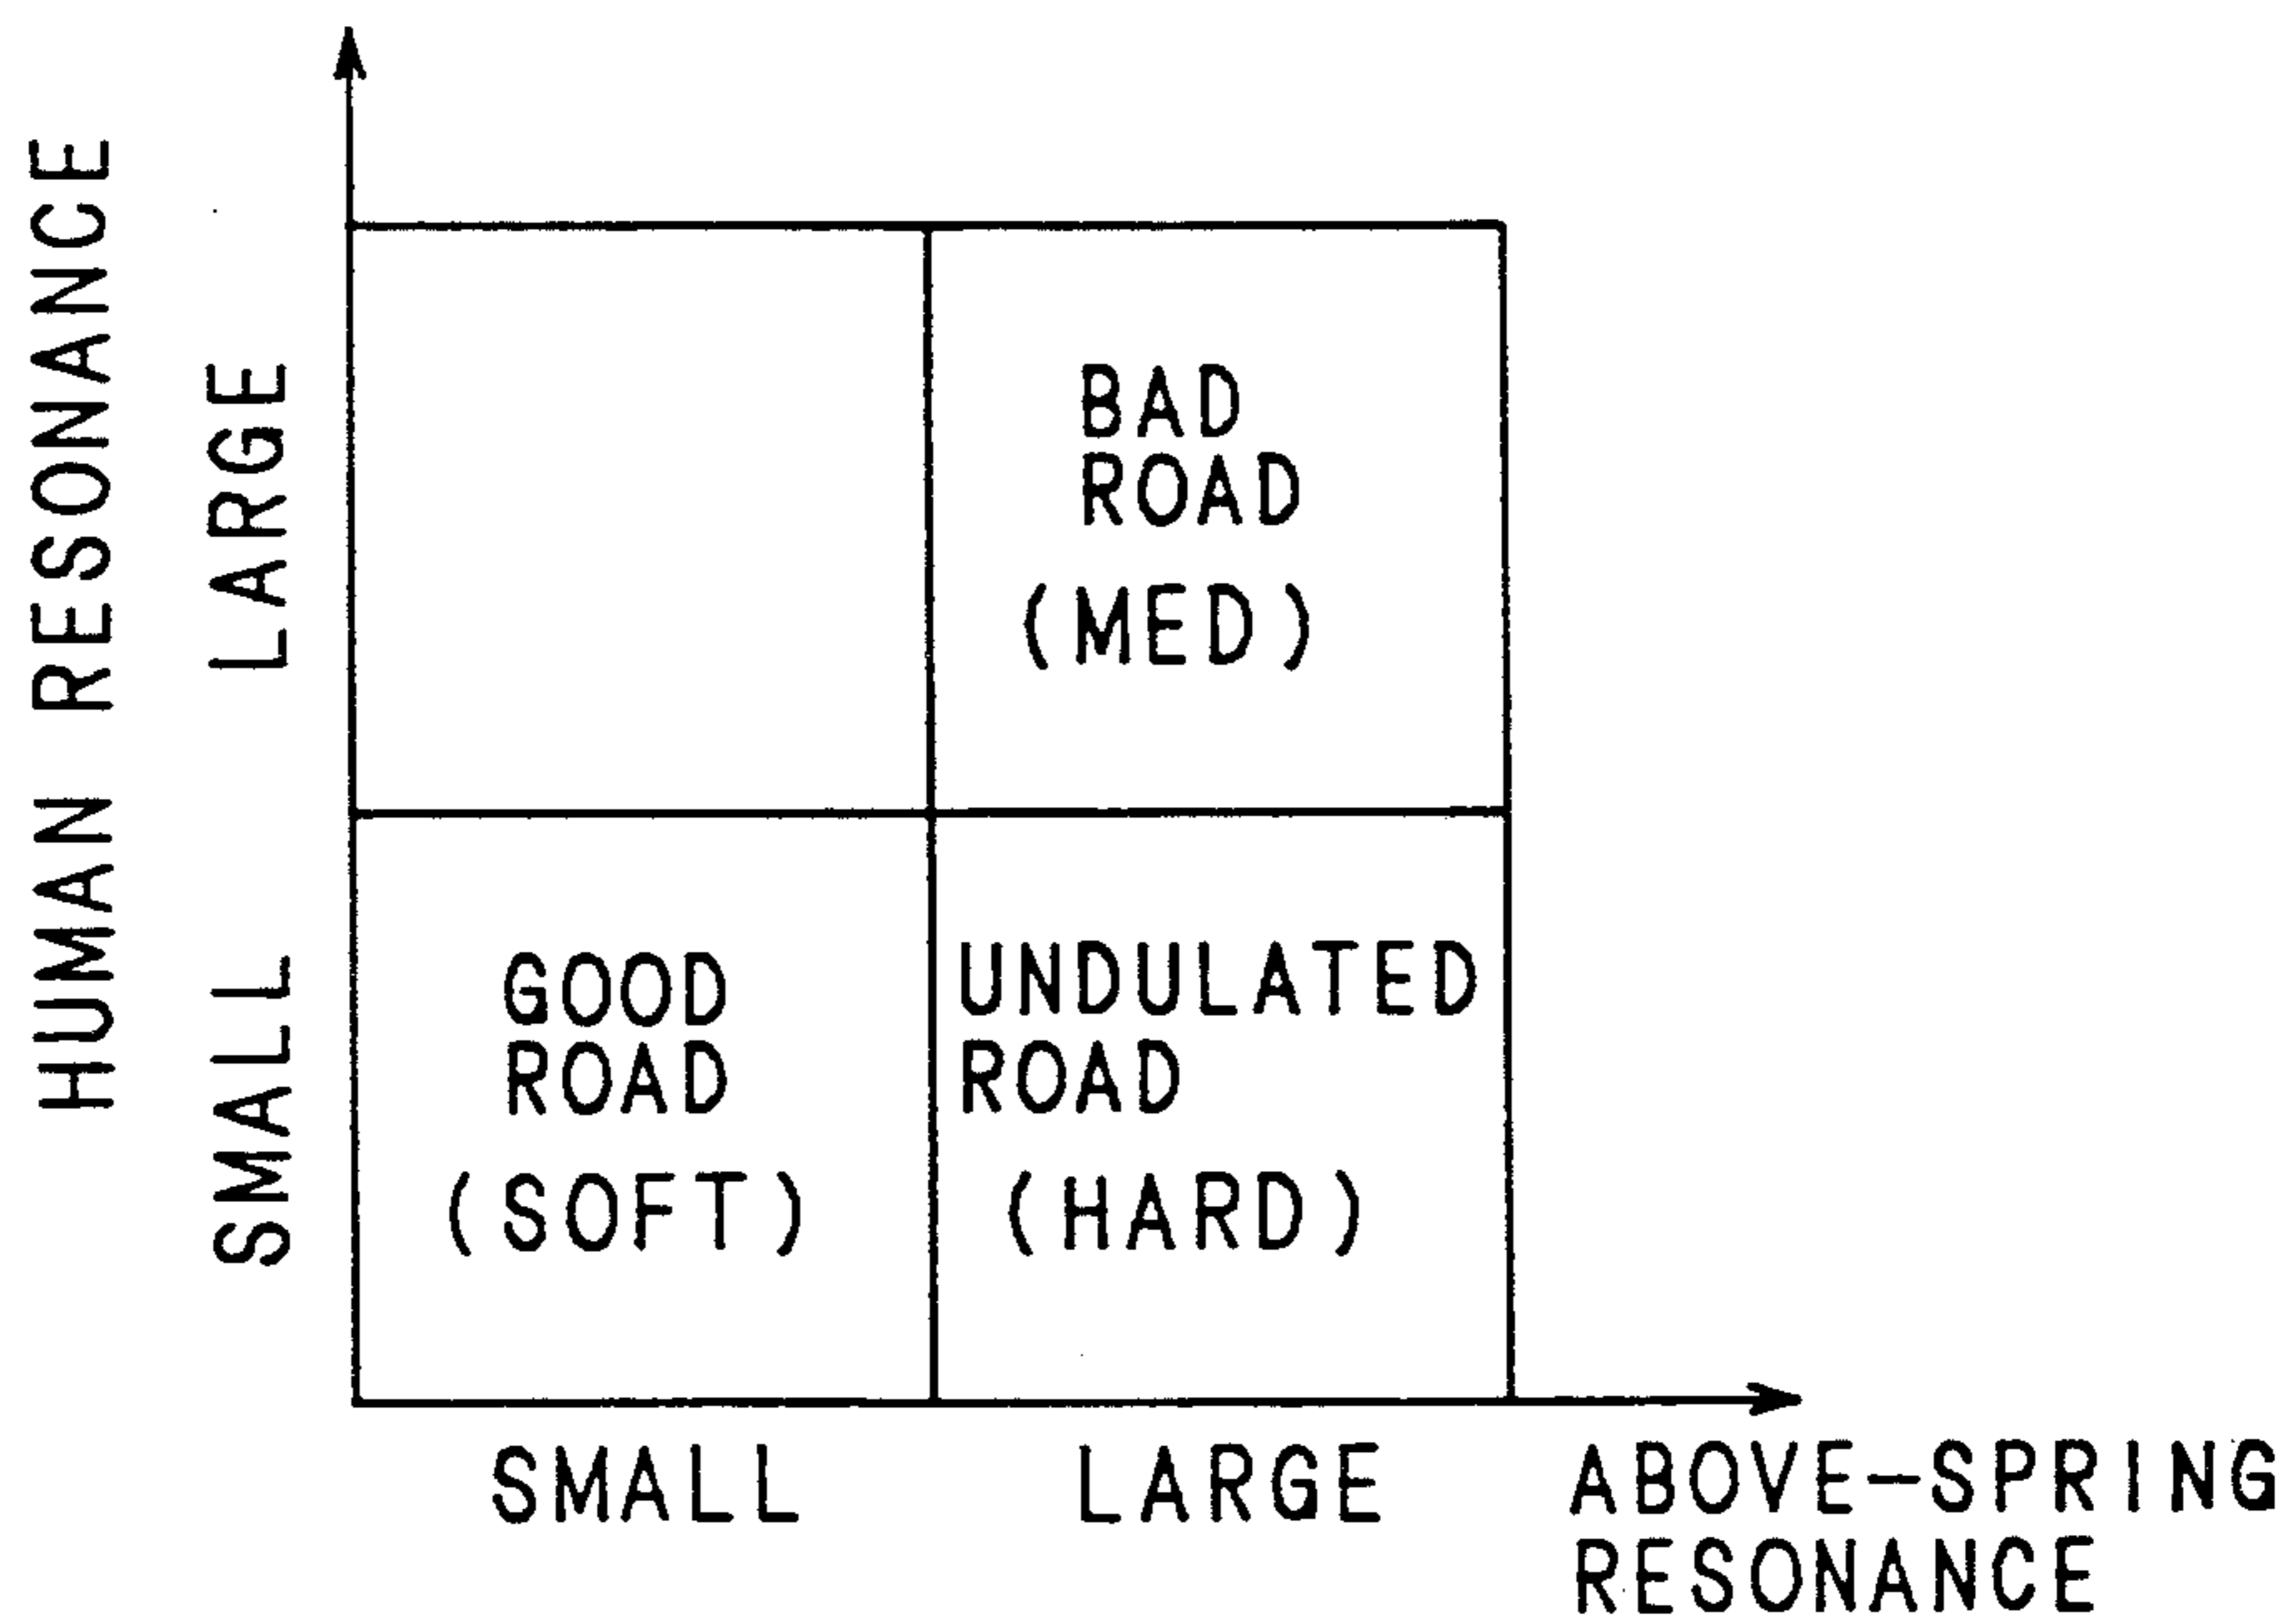 HUMAN RESONANCE
LARGE
SMALL
BAD
ROAD
(MED)
GOOD
ROAD
(SOFT)
UNDULATED
ROAD
(HARD)
SMALL
LARGE
ABOVE-SPRING
RESONANCE